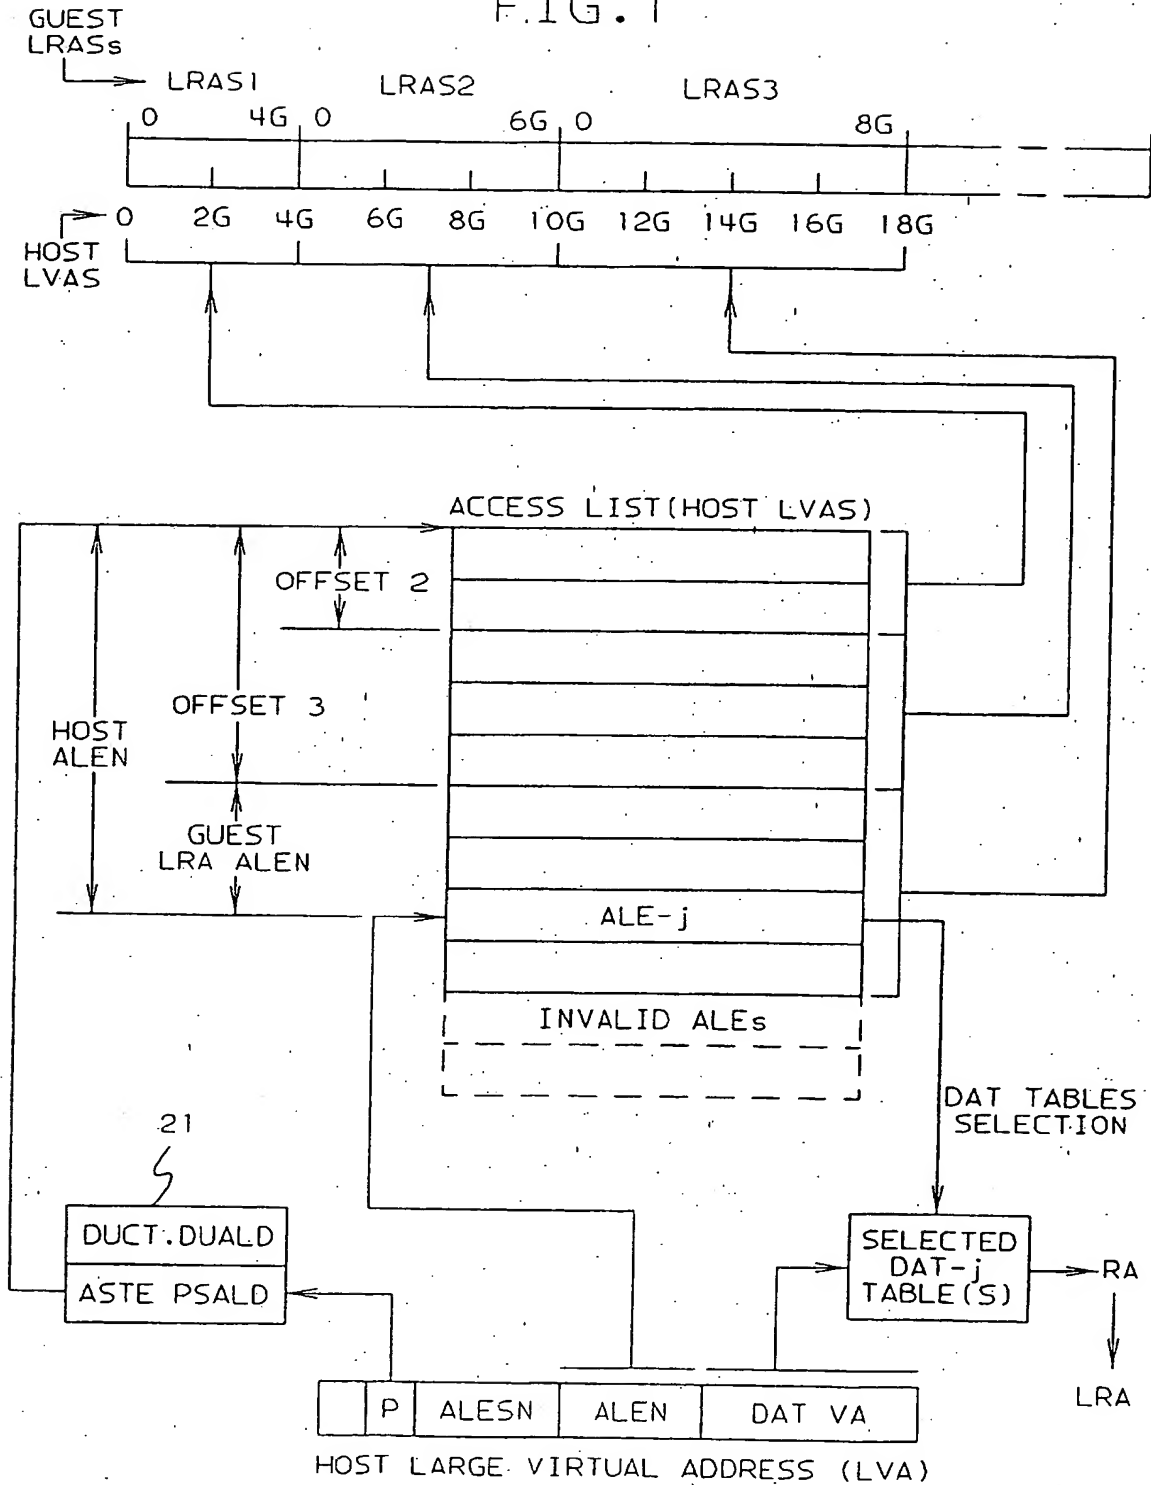 FIG. 1
GUEST
LRASs
LRAS1 LRAS2 LRAS3
0 4G 0 6G 0 8G
0 2G 4G 6G 8G 10G 12G 14G 16G 18G
HOST
LVAS
ACCESS LIST(HOST LVAS)
OFFSET 2
OFFSET 3
HOST
ALEN
GUEST
LRA ALEN
ALE-j
INVALID ALEs
DAT TABLES
SELECTION
21
DUCT.DUALD
ASTE PSALD
SELECTED
DAT-j
TABLE(S)
RA
LRA
P ALESN ALEN DAT VA
HOST LARGE VIRTUAL ADDRESS (LVA)